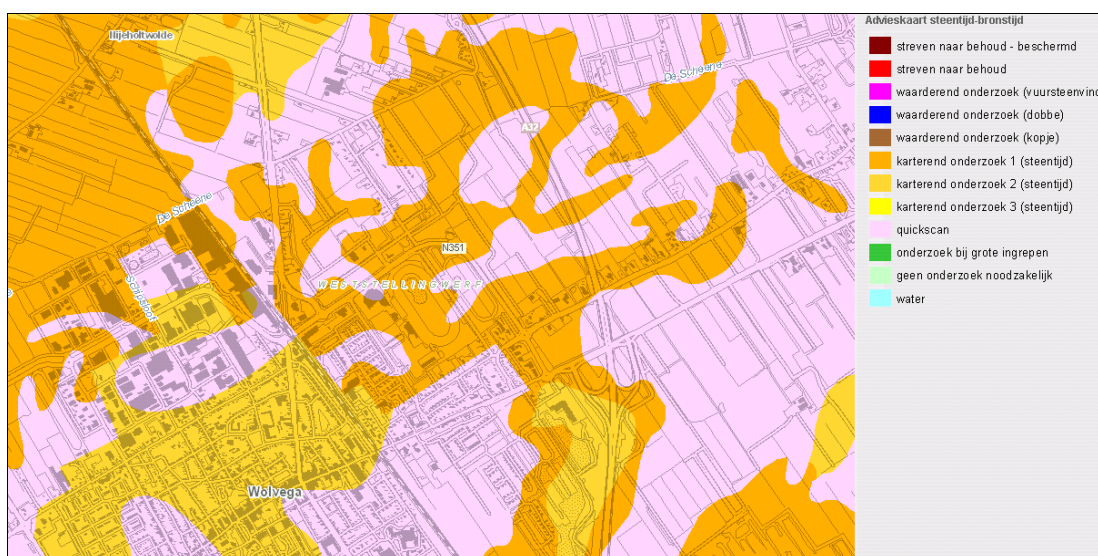 Nijeholtwolde
De Scheene
A32
De Scheene
N351
WESTSTELLINGWERF
Schipsloot
Wolvega
Advieskaart steentijd-bronstijd
streven naar behoud - beschermd
streven naar behoud
waarderend onderzoek (vuursteenvind
waarderend onderzoek (dobbe)
waarderend onderzoek (kopje)
karterend onderzoek 1 (steentijd)
karterend onderzoek 2 (steentijd)
karterend onderzoek 3 (steentijd)
quickscan
onderzoek bij grote ingrepen
geen onderzoek noodzakelijk
water